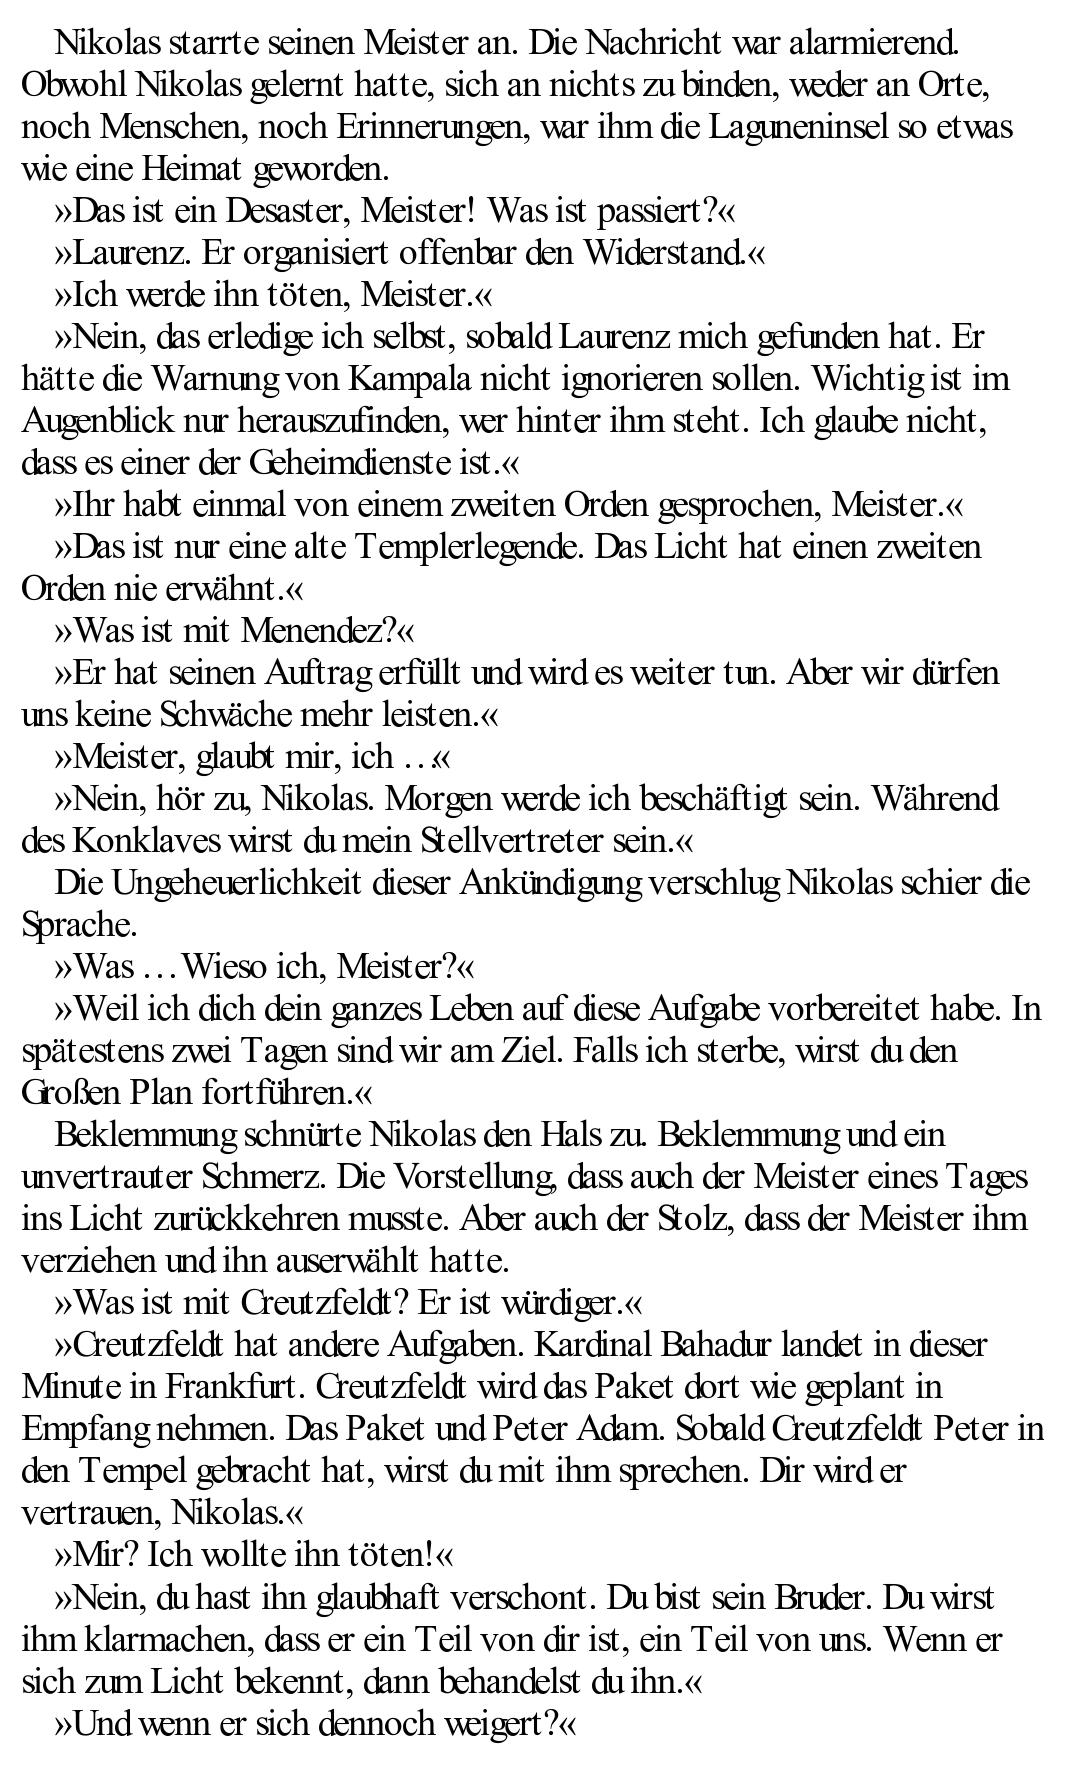 Nikolas starrte seinen Meister an. Die Nachricht war alarmierend.
Obwohl Nikolas gelernt hatte, sich an nichts zu binden, weder an Orte,
noch Menschen, noch Erinnerungen, war ihm die Laguneninsel so etwas
wie eine Heimat geworden.
»Das ist ein Desaster, Meister! Was ist passiert?«
»Laurenz. Er organisiert offenbar den Widerstand.«
»Ich werde ihn töten, Meister.«
»Nein, das erledige ich selbst, sobald Laurenz mich gefunden hat. Er
hätte die Warnung von Kampala nicht ignorieren sollen. Wichtig ist im
Augenblick nur herauszufinden, wer hinter ihm steht. Ich glaube nicht,
dass es einer der Geheimdienste ist.«
»Ihr habt einmal von einem zweiten Orden gesprochen, Meister.«
»Das ist nur eine alte Templerlegende. Das Licht hat einen zweiten
Orden nie erwähnt.«
»Was ist mit Menendez?«
»Er hat seinen Auftrag erfüllt und wird es weiter tun. Aber wir dürfen
uns keine Schwäche mehr leisten.«
»Meister, glaubt mir, ich …«
»Nein, hör zu, Nikolas. Morgen werde ich beschäftigt sein. Während
des Konklaves wirst du mein Stellvertreter sein.«
Die Ungeheuerlichkeit dieser Ankündigung verschlug Nikolas schier die
Sprache.
»Was … Wieso ich, Meister?«
»Weil ich dich dein ganzes Leben auf diese Aufgabe vorbereitet habe. In
spätestens zwei Tagen sind wir am Ziel. Falls ich sterbe, wirst du den
Großen Plan fortführen.«
Beklemmung schnürte Nikolas den Hals zu. Beklemmung und ein
unvertrauter Schmerz. Die Vorstellung, dass auch der Meister eines Tages
ins Licht zurückkehren musste. Aber auch der Stolz, dass der Meister ihm
verziehen und ihn auserwählt hatte.
»Was ist mit Creutzfeldt? Er ist würdiger.«
»Creutzfeldt hat andere Aufgaben. Kardinal Bahadur landet in dieser
Minute in Frankfurt. Creutzfeldt wird das Paket dort wie geplant in
Empfang nehmen. Das Paket und Peter Adam. Sobald Creutzfeldt Peter in
den Tempel gebracht hat, wirst du mit ihm sprechen. Dir wird er
vertrauen, Nikolas.«
»Mir? Ich wollte ihn töten!«
»Nein, du hast ihn glaubhaft verschont. Du bist sein Bruder. Du wirst
ihm klarmachen, dass er ein Teil von dir ist, ein Teil von uns. Wenn er
sich zum Licht bekennt, dann behandelst du ihn.«
»Und wenn er sich dennoch weigert?«